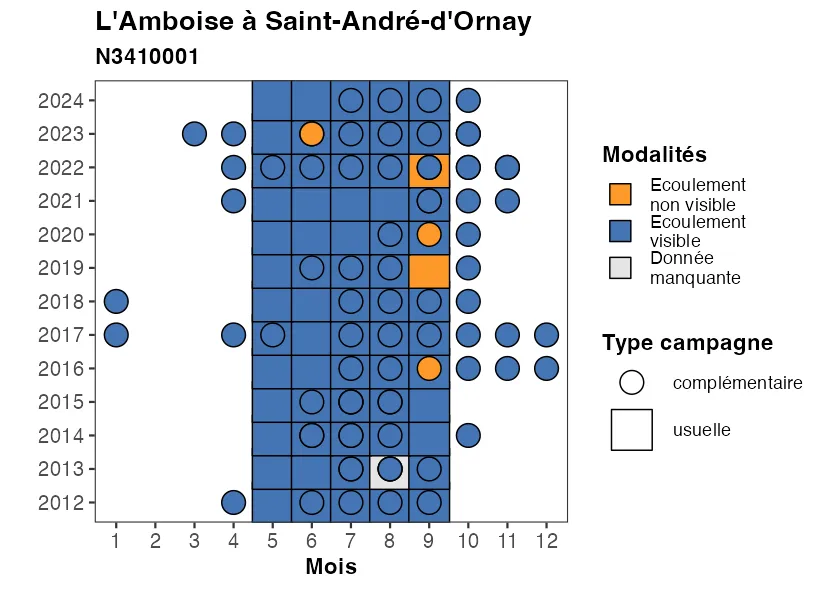 L'Amboise à Saint-André-d'Ornay
N3410001
2024
2023
2022
2021
2020
2019
2018
2017
2016
2015
2014
2013
2012
1 2 3 4 5 6 7 8 9 10 11 12
Mois
Modalités
Ecoulement
non visible
Ecoulement
visible
Donnée
manquante
Type campagne
complémentaire
usuelle